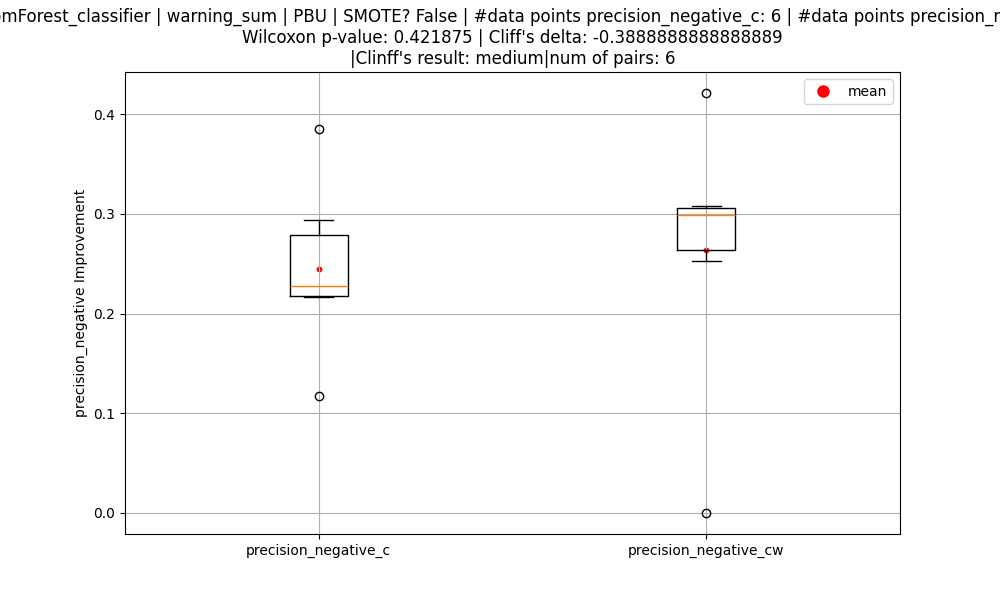 omForest_classifier | warning_sum | PBU | SMOTE? False | #data points precision_negative_c: 6 | #data points precision_n
Wilcoxon p-value: 0.421875 | Cliff's delta: -0.3888888888888889
|Clinff's result: medium|num of pairs: 6
mean
precision_negative Improvement
0.4
0.3
0.2
0.1
0.0
precision_negative_c
precision_negative_cw